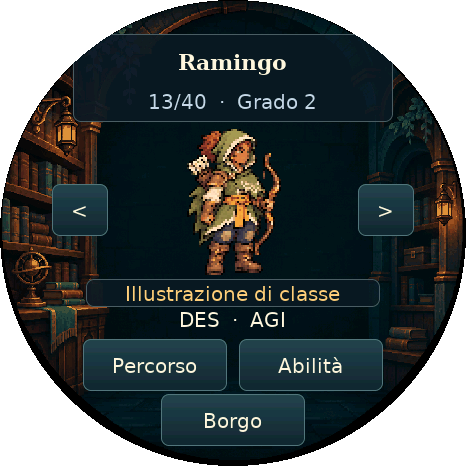 Ramingo
13/40 · Grado 2
< >
Illustrazione di classe
DES · AGI
Percorso Abilità
Borgo